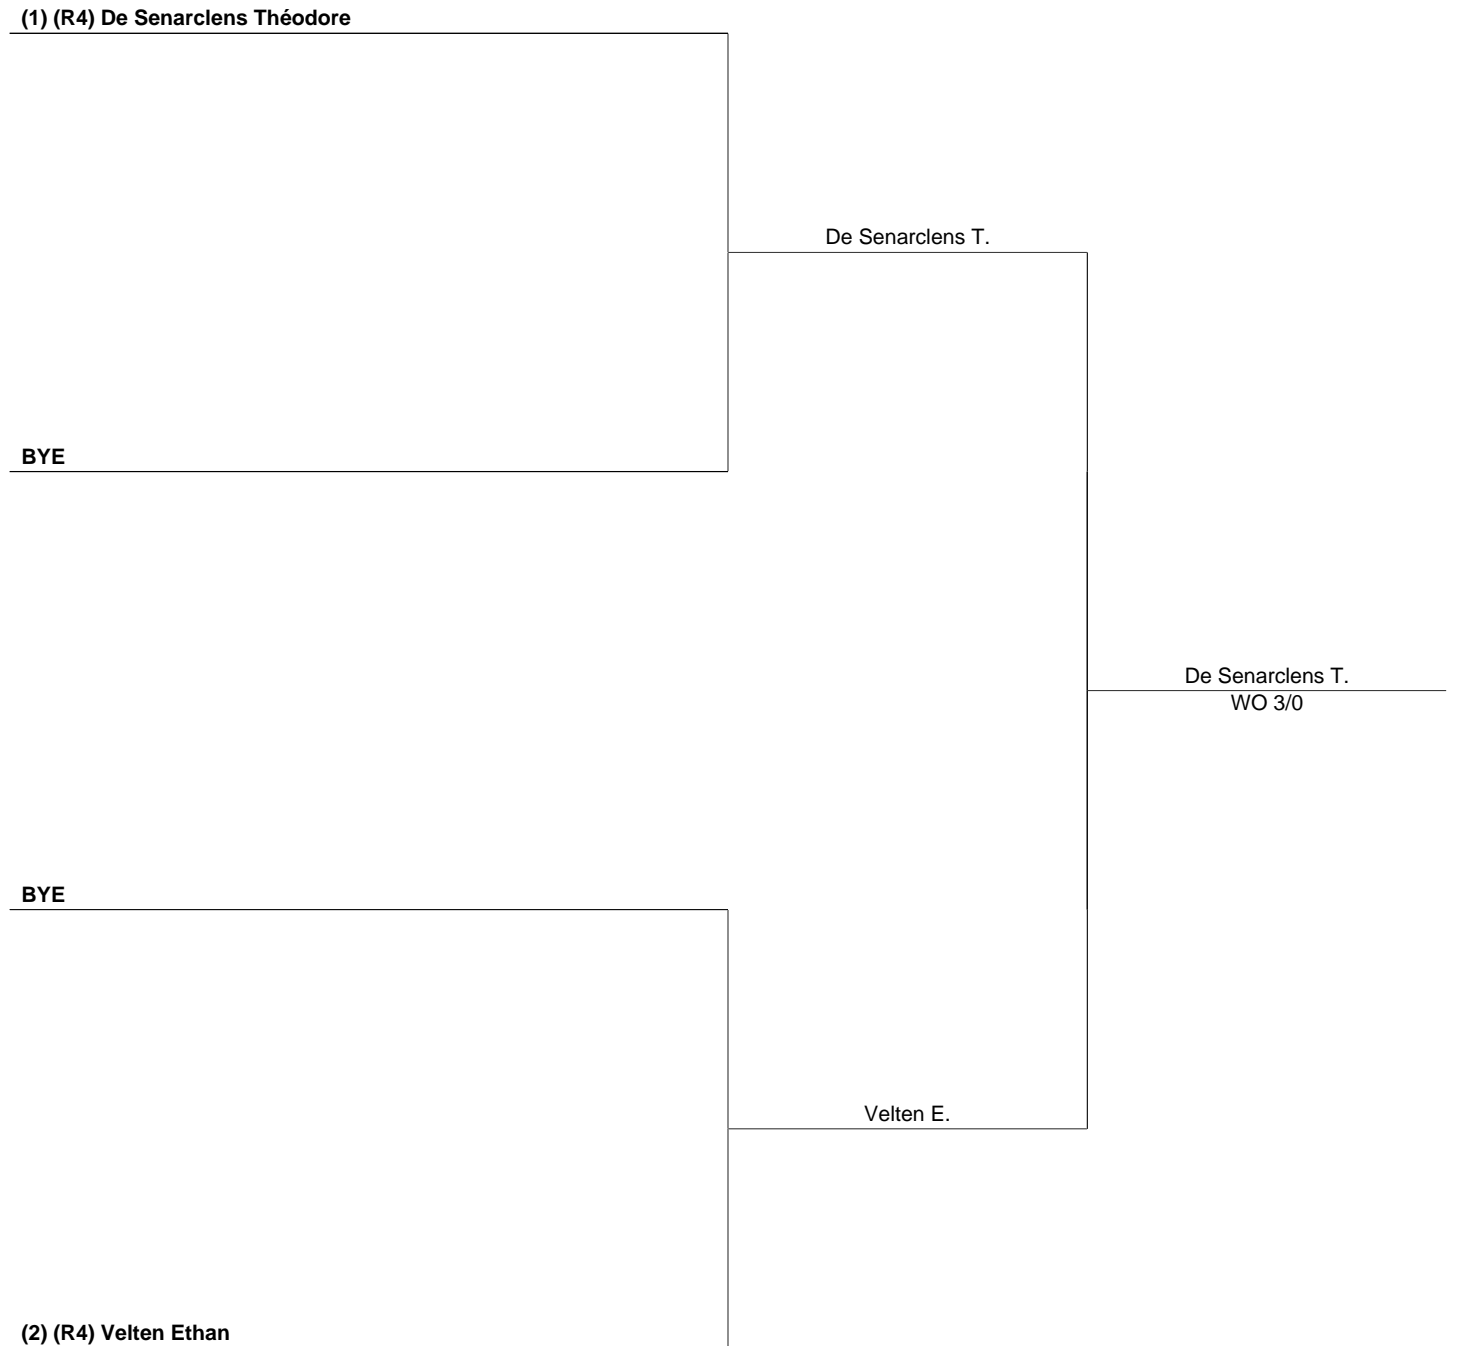 (1) (R4) De Senarclens Théodore
De Senarclens T.
BYE
De Senarclens T.
WO 3/0
BYE
Velten E.
(2) (R4) Velten Ethan